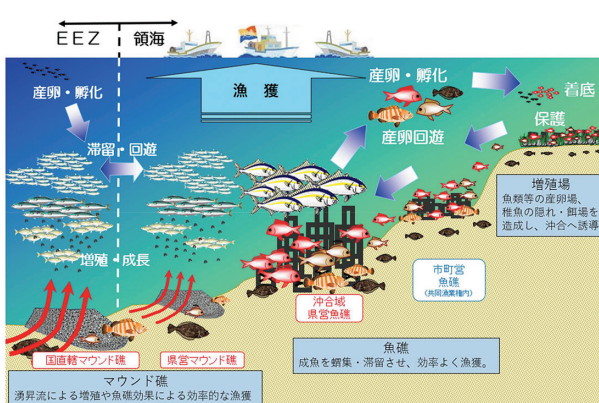 EEZ
領海
産卵・孵化
漁 獲
産卵・孵化
着底
保護
産卵回遊
滞留・回遊
増殖・成長
増殖場
魚類等の産卵場、
稚魚の隠れ・餌場を
造成し、沖合へ誘導
市町営
魚礁
(共同漁業権内)
沖合域
県営魚礁
国直轄マウンド礁
県営マウンド礁
魚礁
成魚を蝟集・滞留させ、効率よく漁獲。
マウンド礁
湧昇流による増殖や魚礁効果による効率的な漁獲